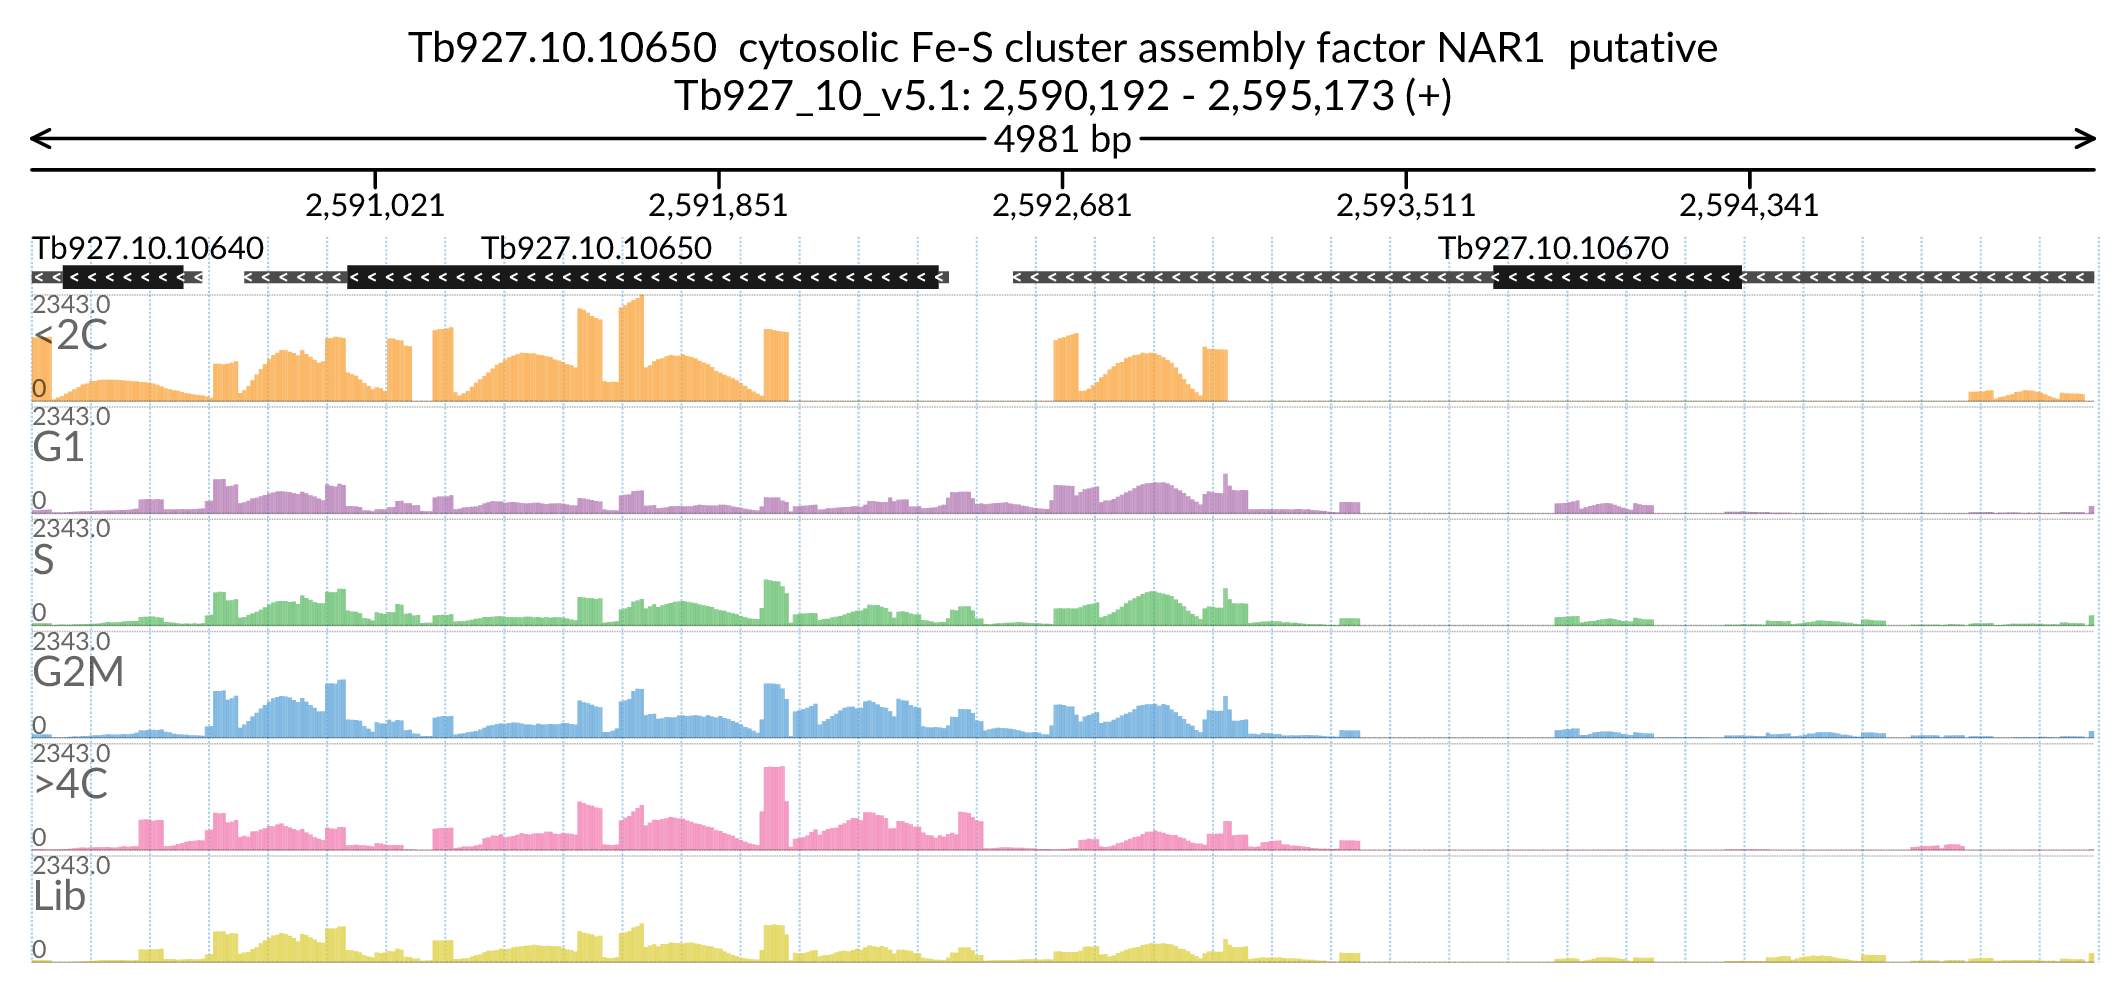 Tb927.10.10650  cytosolic Fe-S cluster assembly factor NAR1  putative
Tb927_10_v5.1: 2,590,192 - 2,595,173 (+)
4981 bp
2,591,021 2,591,851 2,592,681 2,593,511 2,594,341
Tb927.10.10640 Tb927.10.10650 Tb927.10.10670
2343.0
<2C
0
2343.0
G1
0
2343.0
S
0
2343.0
G2M
0
2343.0
>4C
0
2343.0
Lib
0